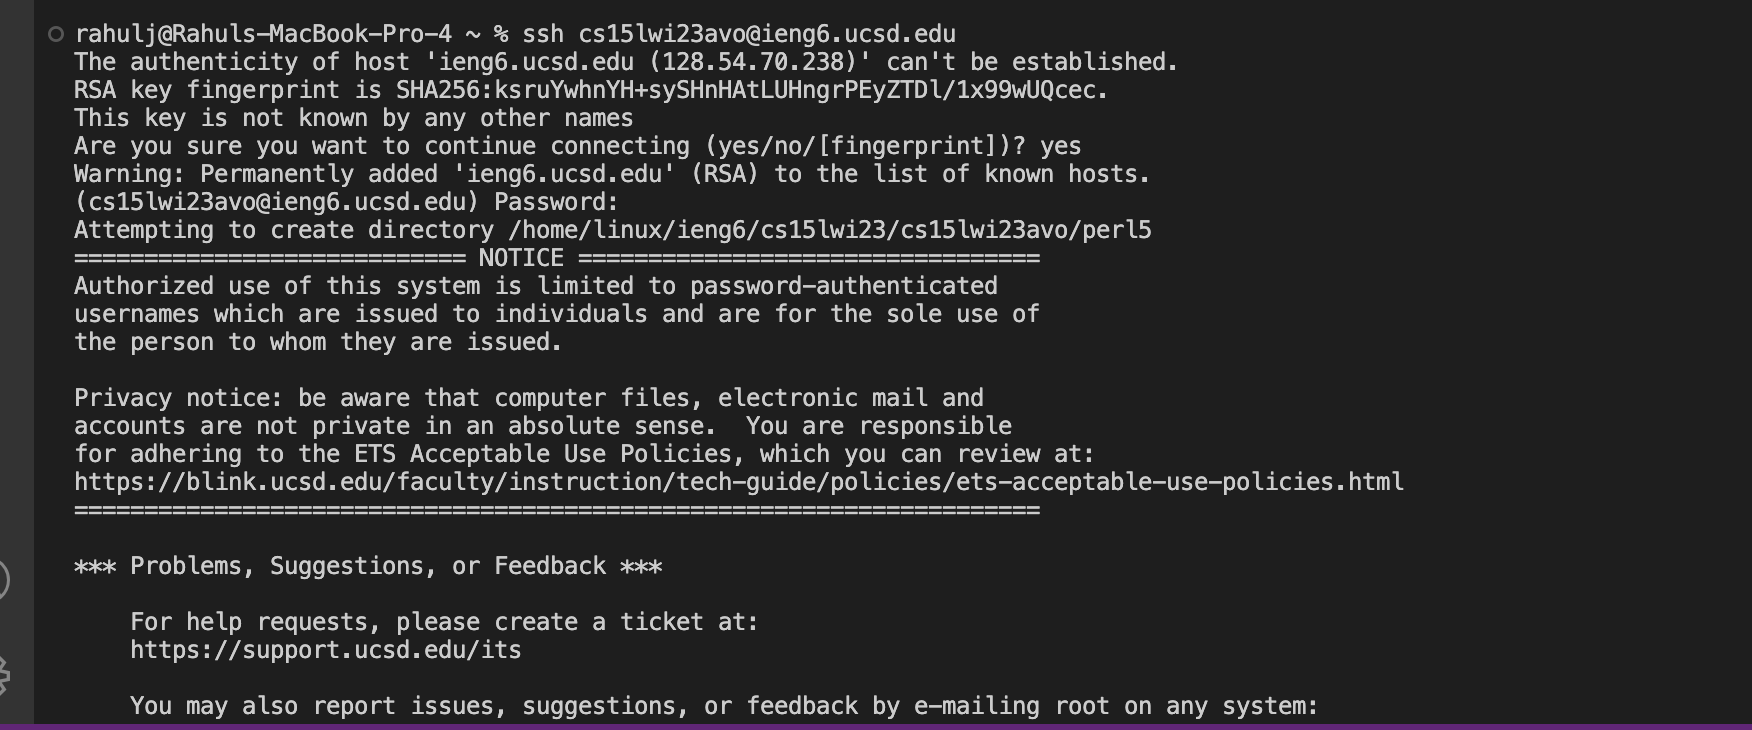 rahulj@Rahuls-MacBook-Pro-4 ~ % ssh cs15lwi23avo@ieng6.ucsd.edu
The authenticity of host 'ieng6.ucsd.edu (128.54.70.238)' can't be established.
RSA key fingerprint is SHA256:ksruYwhnYH+sySHnHAtLUHngrPEyZTDl/1x99wUQcec.
This key is not known by any other names
Are you sure you want to continue connecting (yes/no/[fingerprint])? yes
Warning: Permanently added 'ieng6.ucsd.edu' (RSA) to the list of known hosts.
(cs15lwi23avo@ieng6.ucsd.edu) Password:
Attempting to create directory /home/linux/ieng6/cs15lwi23/cs15lwi23avo/perl5
============================ NOTICE =================================
Authorized use of this system is limited to password-authenticated
usernames which are issued to individuals and are for the sole use of
the person to whom they are issued.

Privacy notice: be aware that computer files, electronic mail and
accounts are not private in an absolute sense.  You are responsible
for adhering to the ETS Acceptable Use Policies, which you can review at:
https://blink.ucsd.edu/faculty/instruction/tech-guide/policies/ets-acceptable-use-policies.html
=====================================================================

*** Problems, Suggestions, or Feedback ***

    For help requests, please create a ticket at:
    https://support.ucsd.edu/its

    You may also report issues, suggestions, or feedback by e-mailing root on any system: